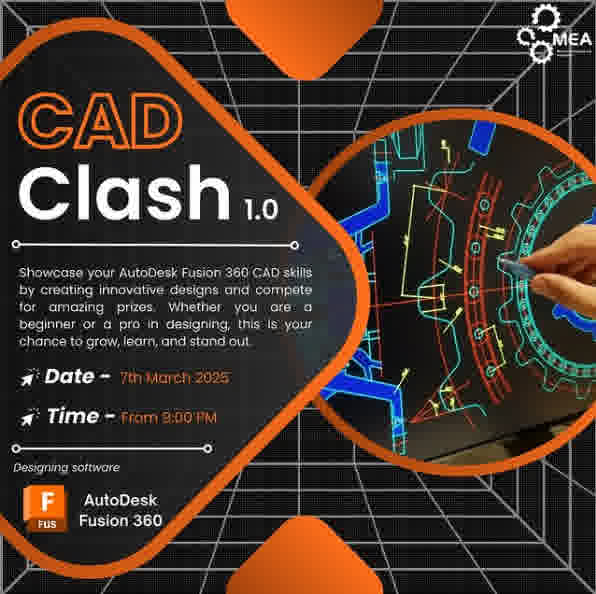 MEA
CAD
Clash 1.0
Showcase your AutoDesk Fusion 360 CAD skills
by creating innovative designs and compete
for amazing prizes. Whether you are a
beginner or a pro in designing, this is your
chance to grow, learn, and stand out.
Date - 7th March 2025
Time - From 9:00 PM
Designing software
F
FUS
AutoDesk
Fusion 360